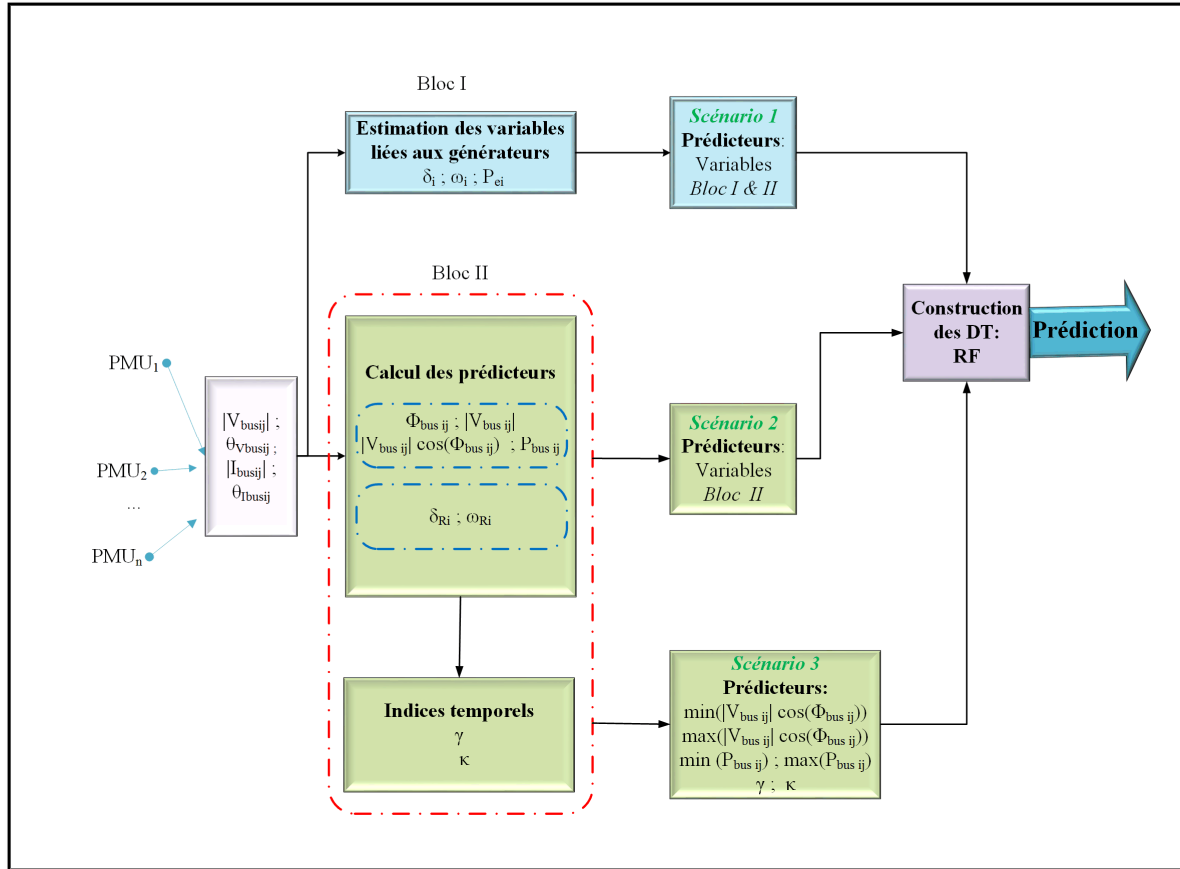 Bloc I
Estimation des variables
liées aux générateurs
δi ; ωi ; Pei
Scénario 1
Prédicteurs:
Variables
Bloc I & II
Bloc II
PMU1
PMU2
...
PMUn
|Vbusij| ;
θVbusij ;
|Ibusij| ;
θIbusij
Calcul des prédicteurs
Φbus ij ; |Vbus ij|
|Vbus ij| cos(Φbus ij) ; Pbus ij
δRi ; ωRi
Indices temporels
γ
κ
Scénario 2
Prédicteurs:
Variables
Bloc II
Scénario 3
Prédicteurs:
min(|Vbus ij| cos(Φbus ij))
max(|Vbus ij| cos(Φbus ij))
min (Pbus ij) ; max(Pbus ij)
γ ; κ
Construction
des DT:
RF
Prédiction